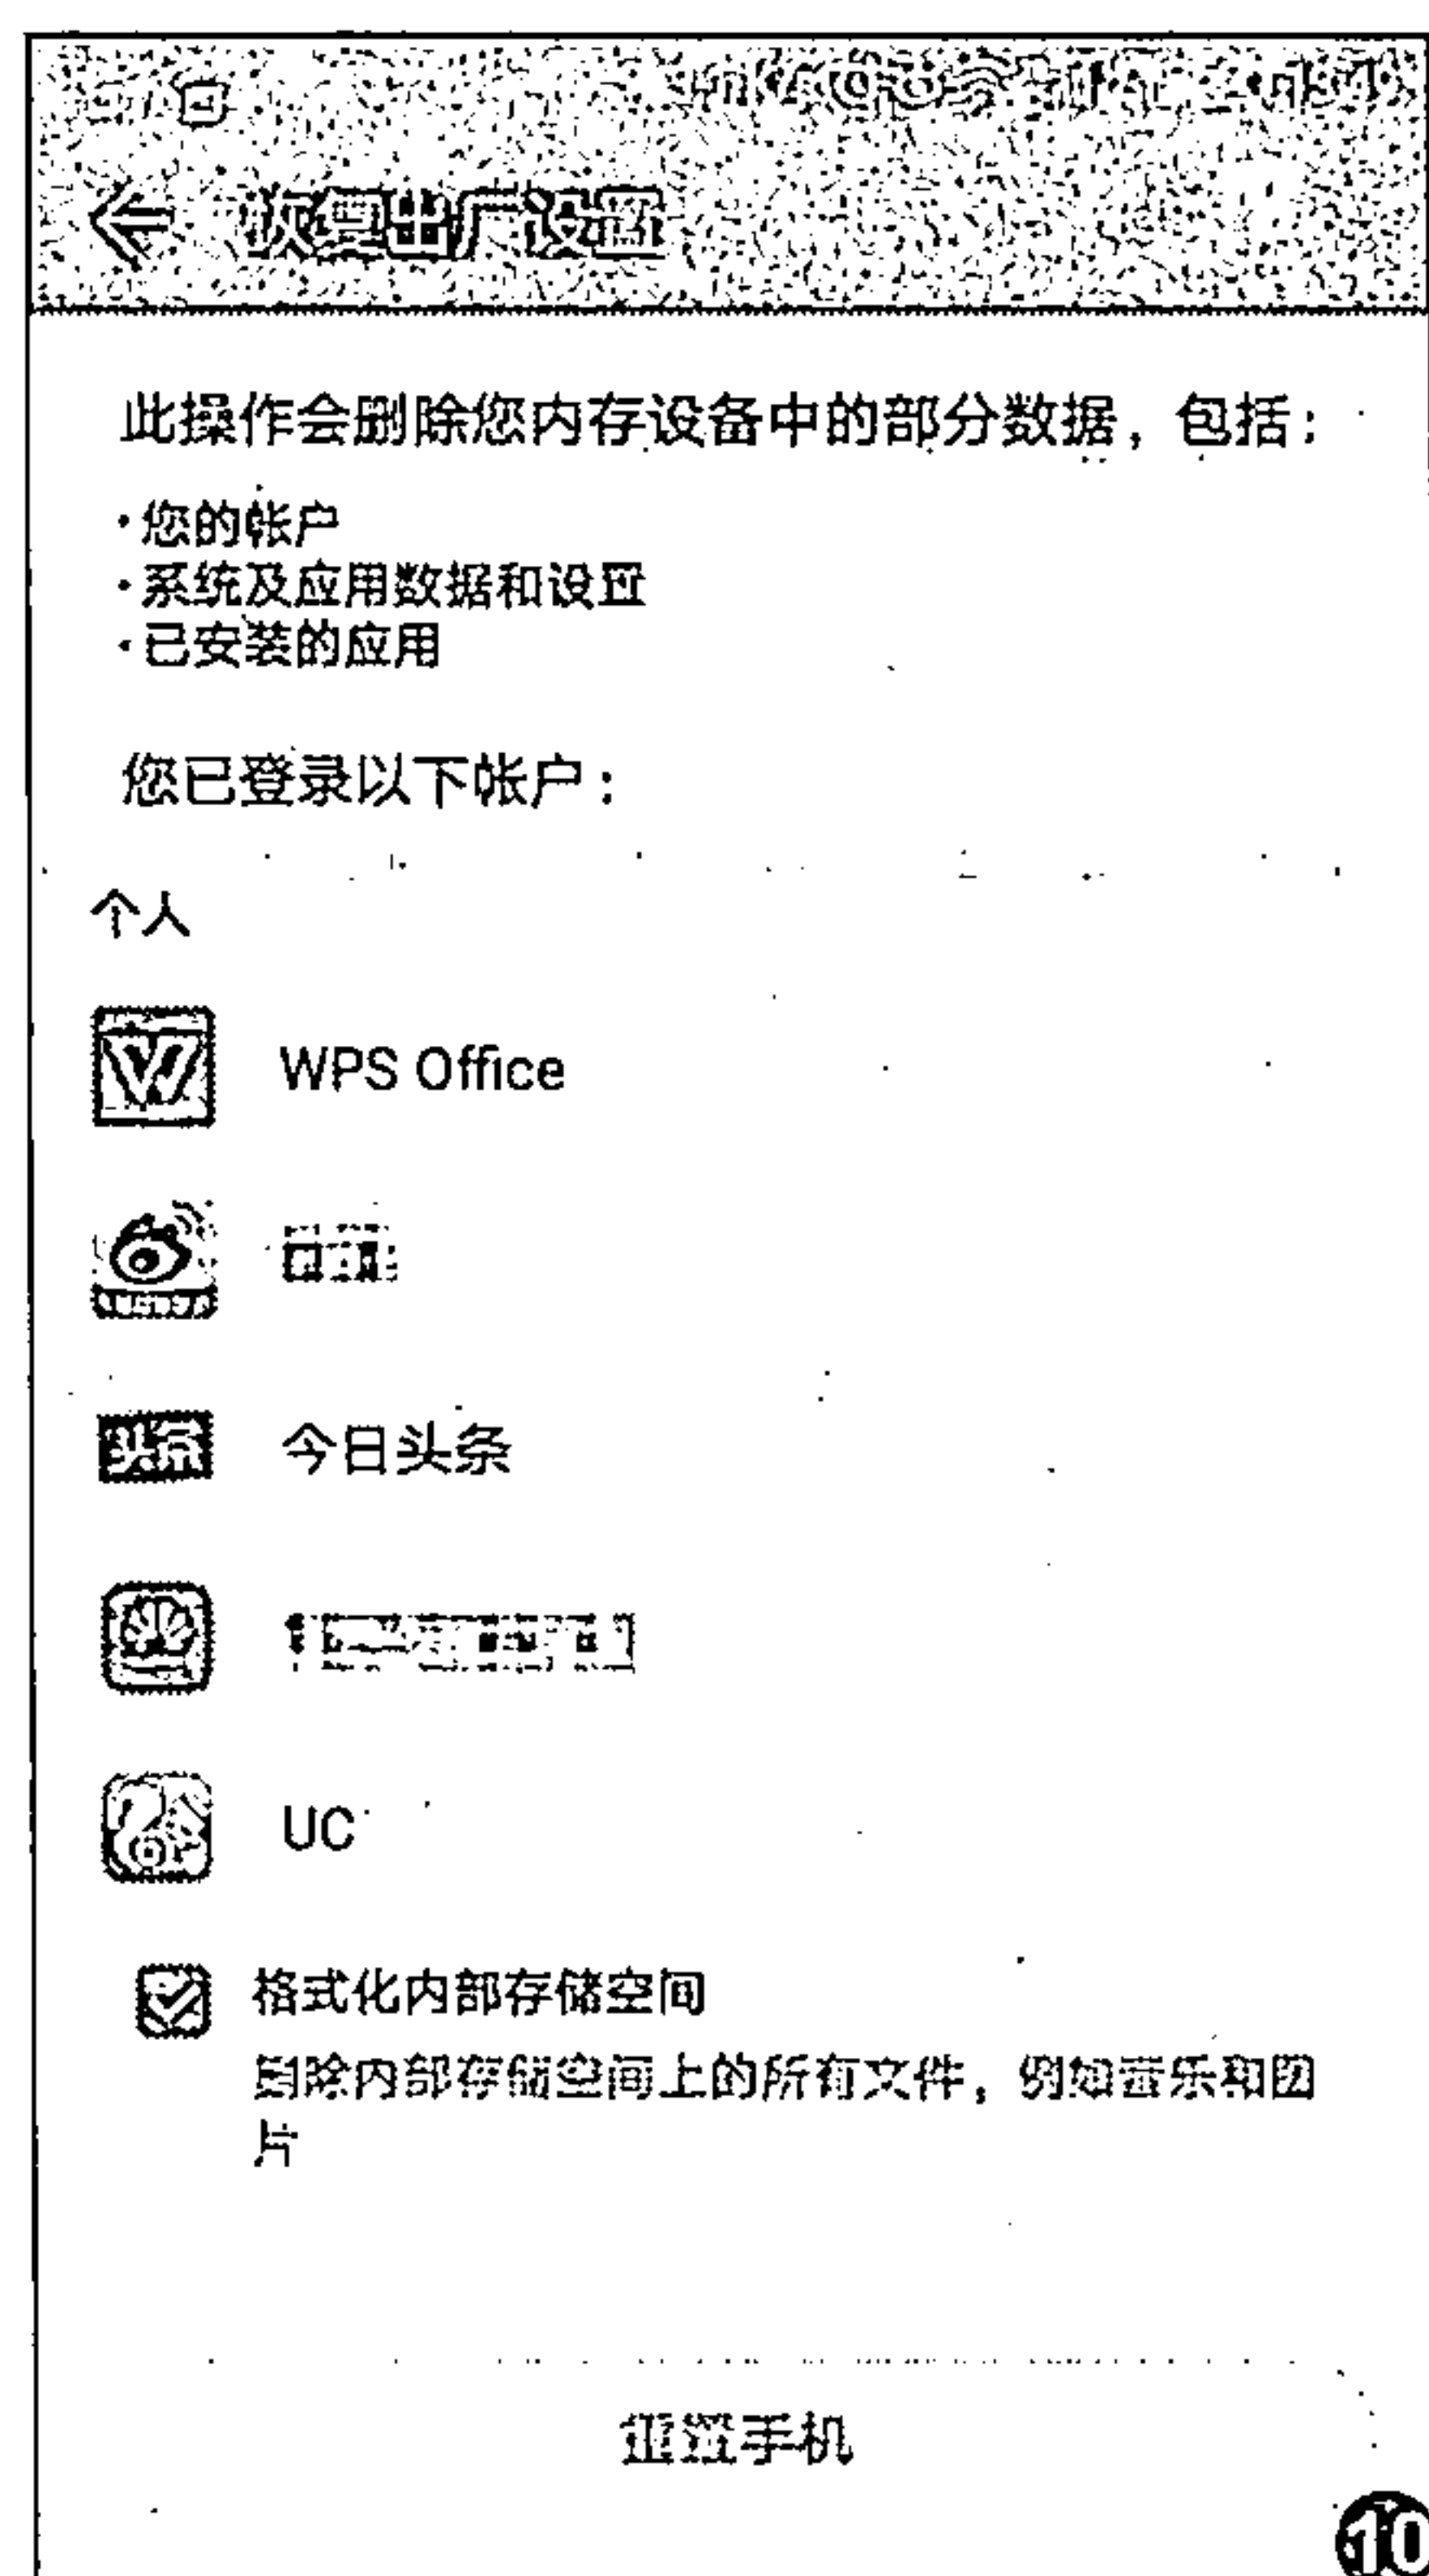 恢复出厂设置
此操作会删除您内存设备中的部分数据，包括：
·您的帐户
·系统及应用数据和设置
·已安装的应用
您已登录以下帐户：
个人
WPS Office
头条 今日头条
UC
格式化内部存储空间
删除内部存储空间上的所有文件，例如音乐和图
片
重置手机
10